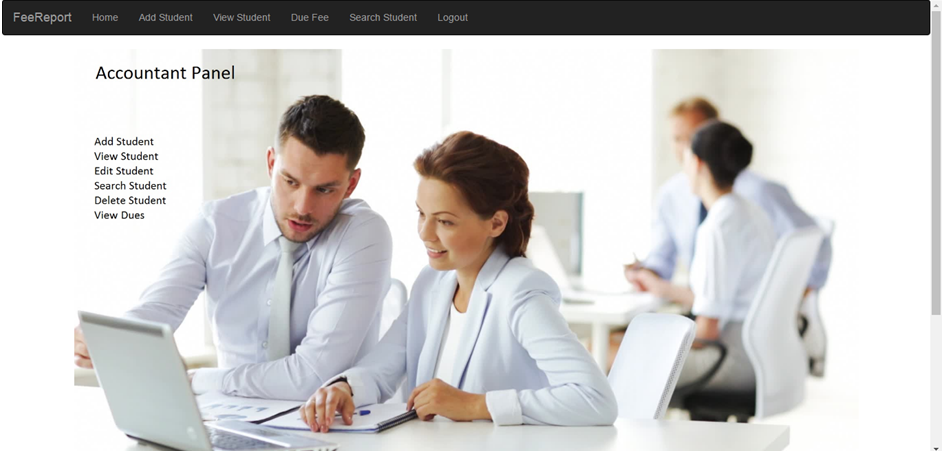 FeeReport Home Add Student View Student Due Fee Search Student Logout
Accountant Panel
Add Student
View Student
Edit Student
Search Student
Delete Student
View Dues